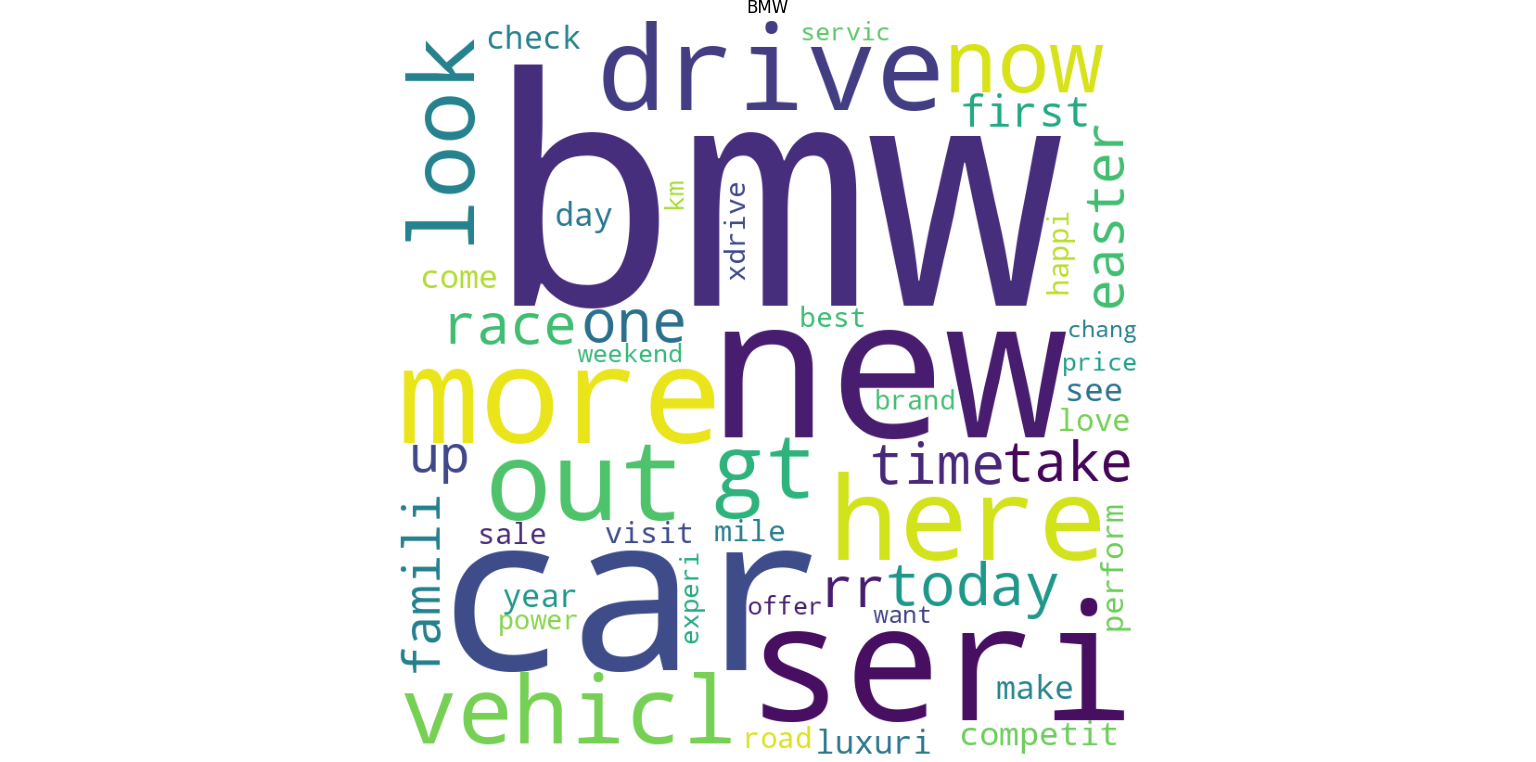 BMW
check
servic
drive
now
look
first
bmw
easter
day
km
xdrive
happi
come
race
one
best
chang
weekend
new
price
more
see
brand
love
up
out
gt
time
take
here
famili
sale
visit
mile
perform
car
experi
today
year
rr
offer
power
want
seri
make
vehicl
road
luxuri
competit